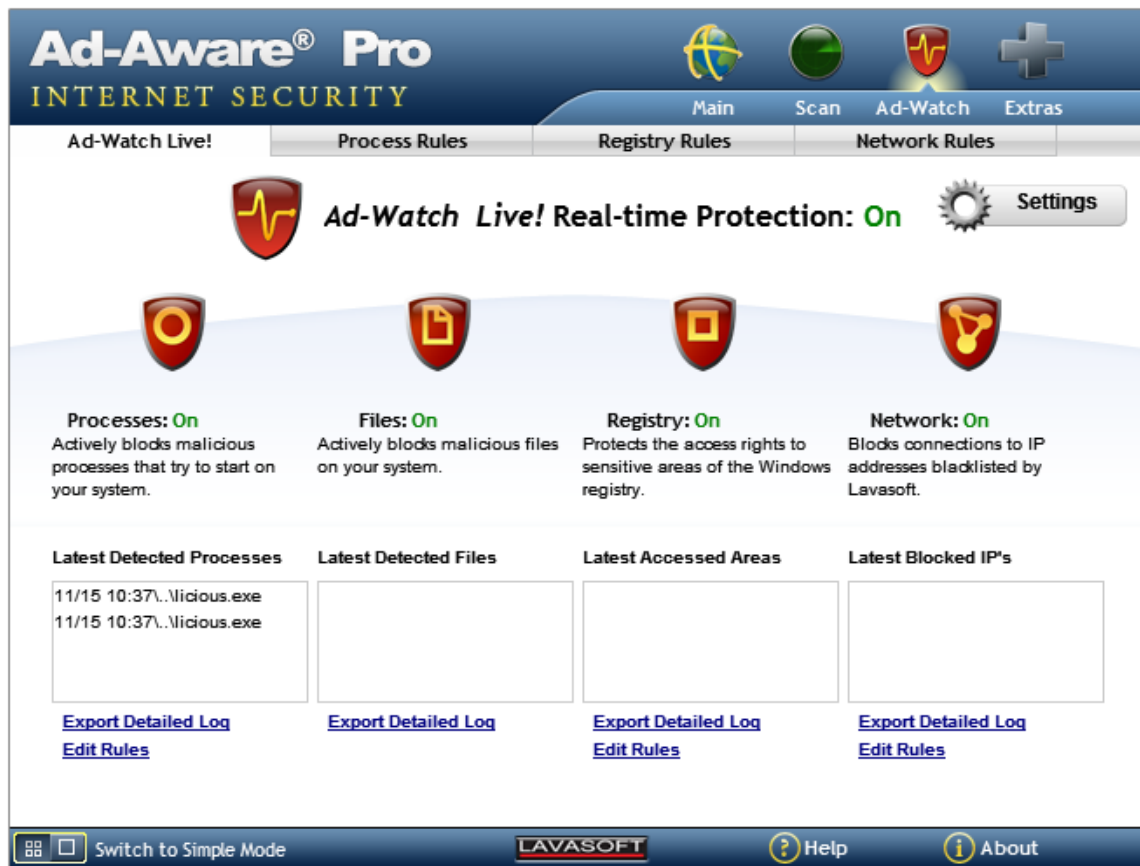 Ad-Aware® Pro
INTERNET SECURITY
Main Scan Ad-Watch Extras
Ad-Watch Live! Process Rules Registry Rules Network Rules
Ad-Watch Live! Real-time Protection: On
Settings
Processes: On
Actively blocks malicious
processes that try to start on
your system.
Files: On
Actively blocks malicious files
on your system.
Registry: On
Protects the access rights to
sensitive areas of the Windows
registry.
Network: On
Blocks connections to IP
addresses blacklisted by
Lavasoft.
Latest Detected Processes
11/15 10:37\..\licious.exe
11/15 10:37\..\licious.exe
Export Detailed Log
Edit Rules
Latest Detected Files
Export Detailed Log
Latest Accessed Areas
Export Detailed Log
Edit Rules
Latest Blocked IP's
Export Detailed Log
Edit Rules
Switch to Simple Mode
LAVASOFT
? Help
i About